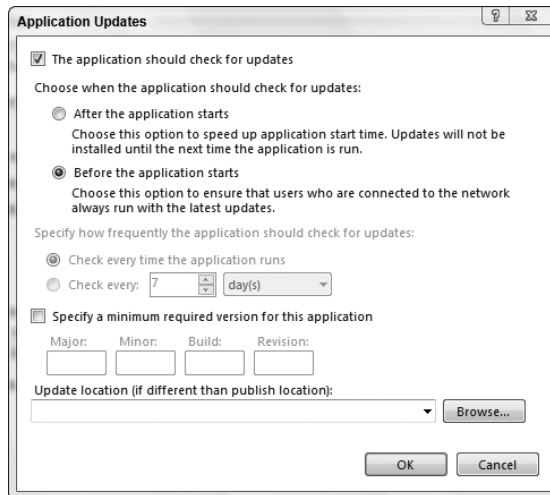 Application Updates
The application should check for updates
Choose when the application should check for updates:
After the application starts
Choose this option to speed up application start time. Updates will not be
installed until the next time the application is run.
Before the application starts
Choose this option to ensure that users who are connected to the network
always run with the latest updates.
Specify how frequently the application should check for updates:
Check every time the application runs
Check every: 7 day(s)
Specify a minimum required version for this application
Major: Minor: Build: Revision:
Update location (if different than publish location):
Browse...
OK Cancel